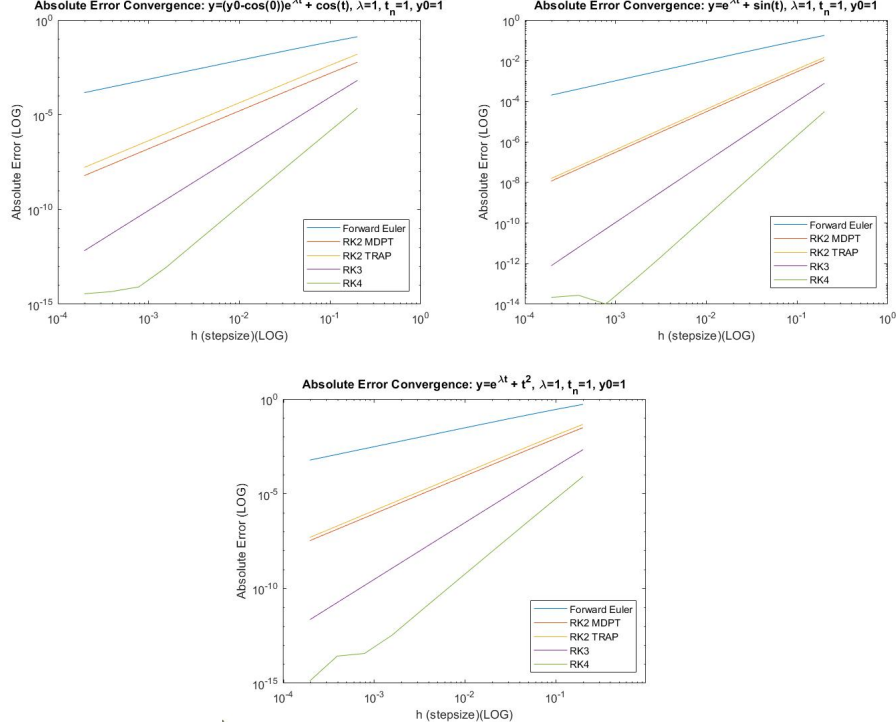 Absolute Error Convergence: y=(y0-cos(0))e^λt + cos(t), λ=1, t_n=1, y0=1
10^0
10^-5
10^-10
10^-15
Absolute Error (LOG)
Forward Euler
RK2 MDPT
RK2 TRAP
RK3
RK4
10^-4 10^-3 10^-2 10^-1 10^0
h (stepsize)(LOG)
Absolute Error Convergence: y=e^λt + sin(t), λ=1, t_n=1, y0=1
10^0
10^-2
10^-4
10^-6
10^-8
10^-10
10^-12
10^-14
Absolute Error (LOG)
Forward Euler
RK2 MDPT
RK2 TRAP
RK3
RK4
10^-4 10^-3 10^-2 10^-1 10^0
h (stepsize)(LOG)
Absolute Error Convergence: y=e^λt + t^2, λ=1, t_n=1, y0=1
10^0
10^-5
10^-10
10^-15
Absolute Error (LOG)
Forward Euler
RK2 MDPT
RK2 TRAP
RK3
RK4
10^-4 10^-3 10^-2 10^-1
h (stepsize)(LOG)